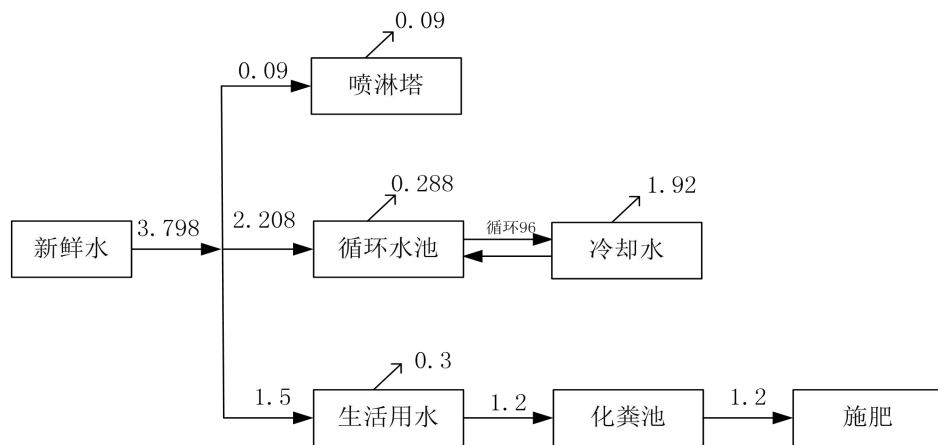 0.09
0.09
喷淋塔
0.288
1.92
3.798
2.208
循环96
新鲜水
循环水池
冷却水
0.3
1.5
1.2
1.2
生活用水
化粪池
施肥